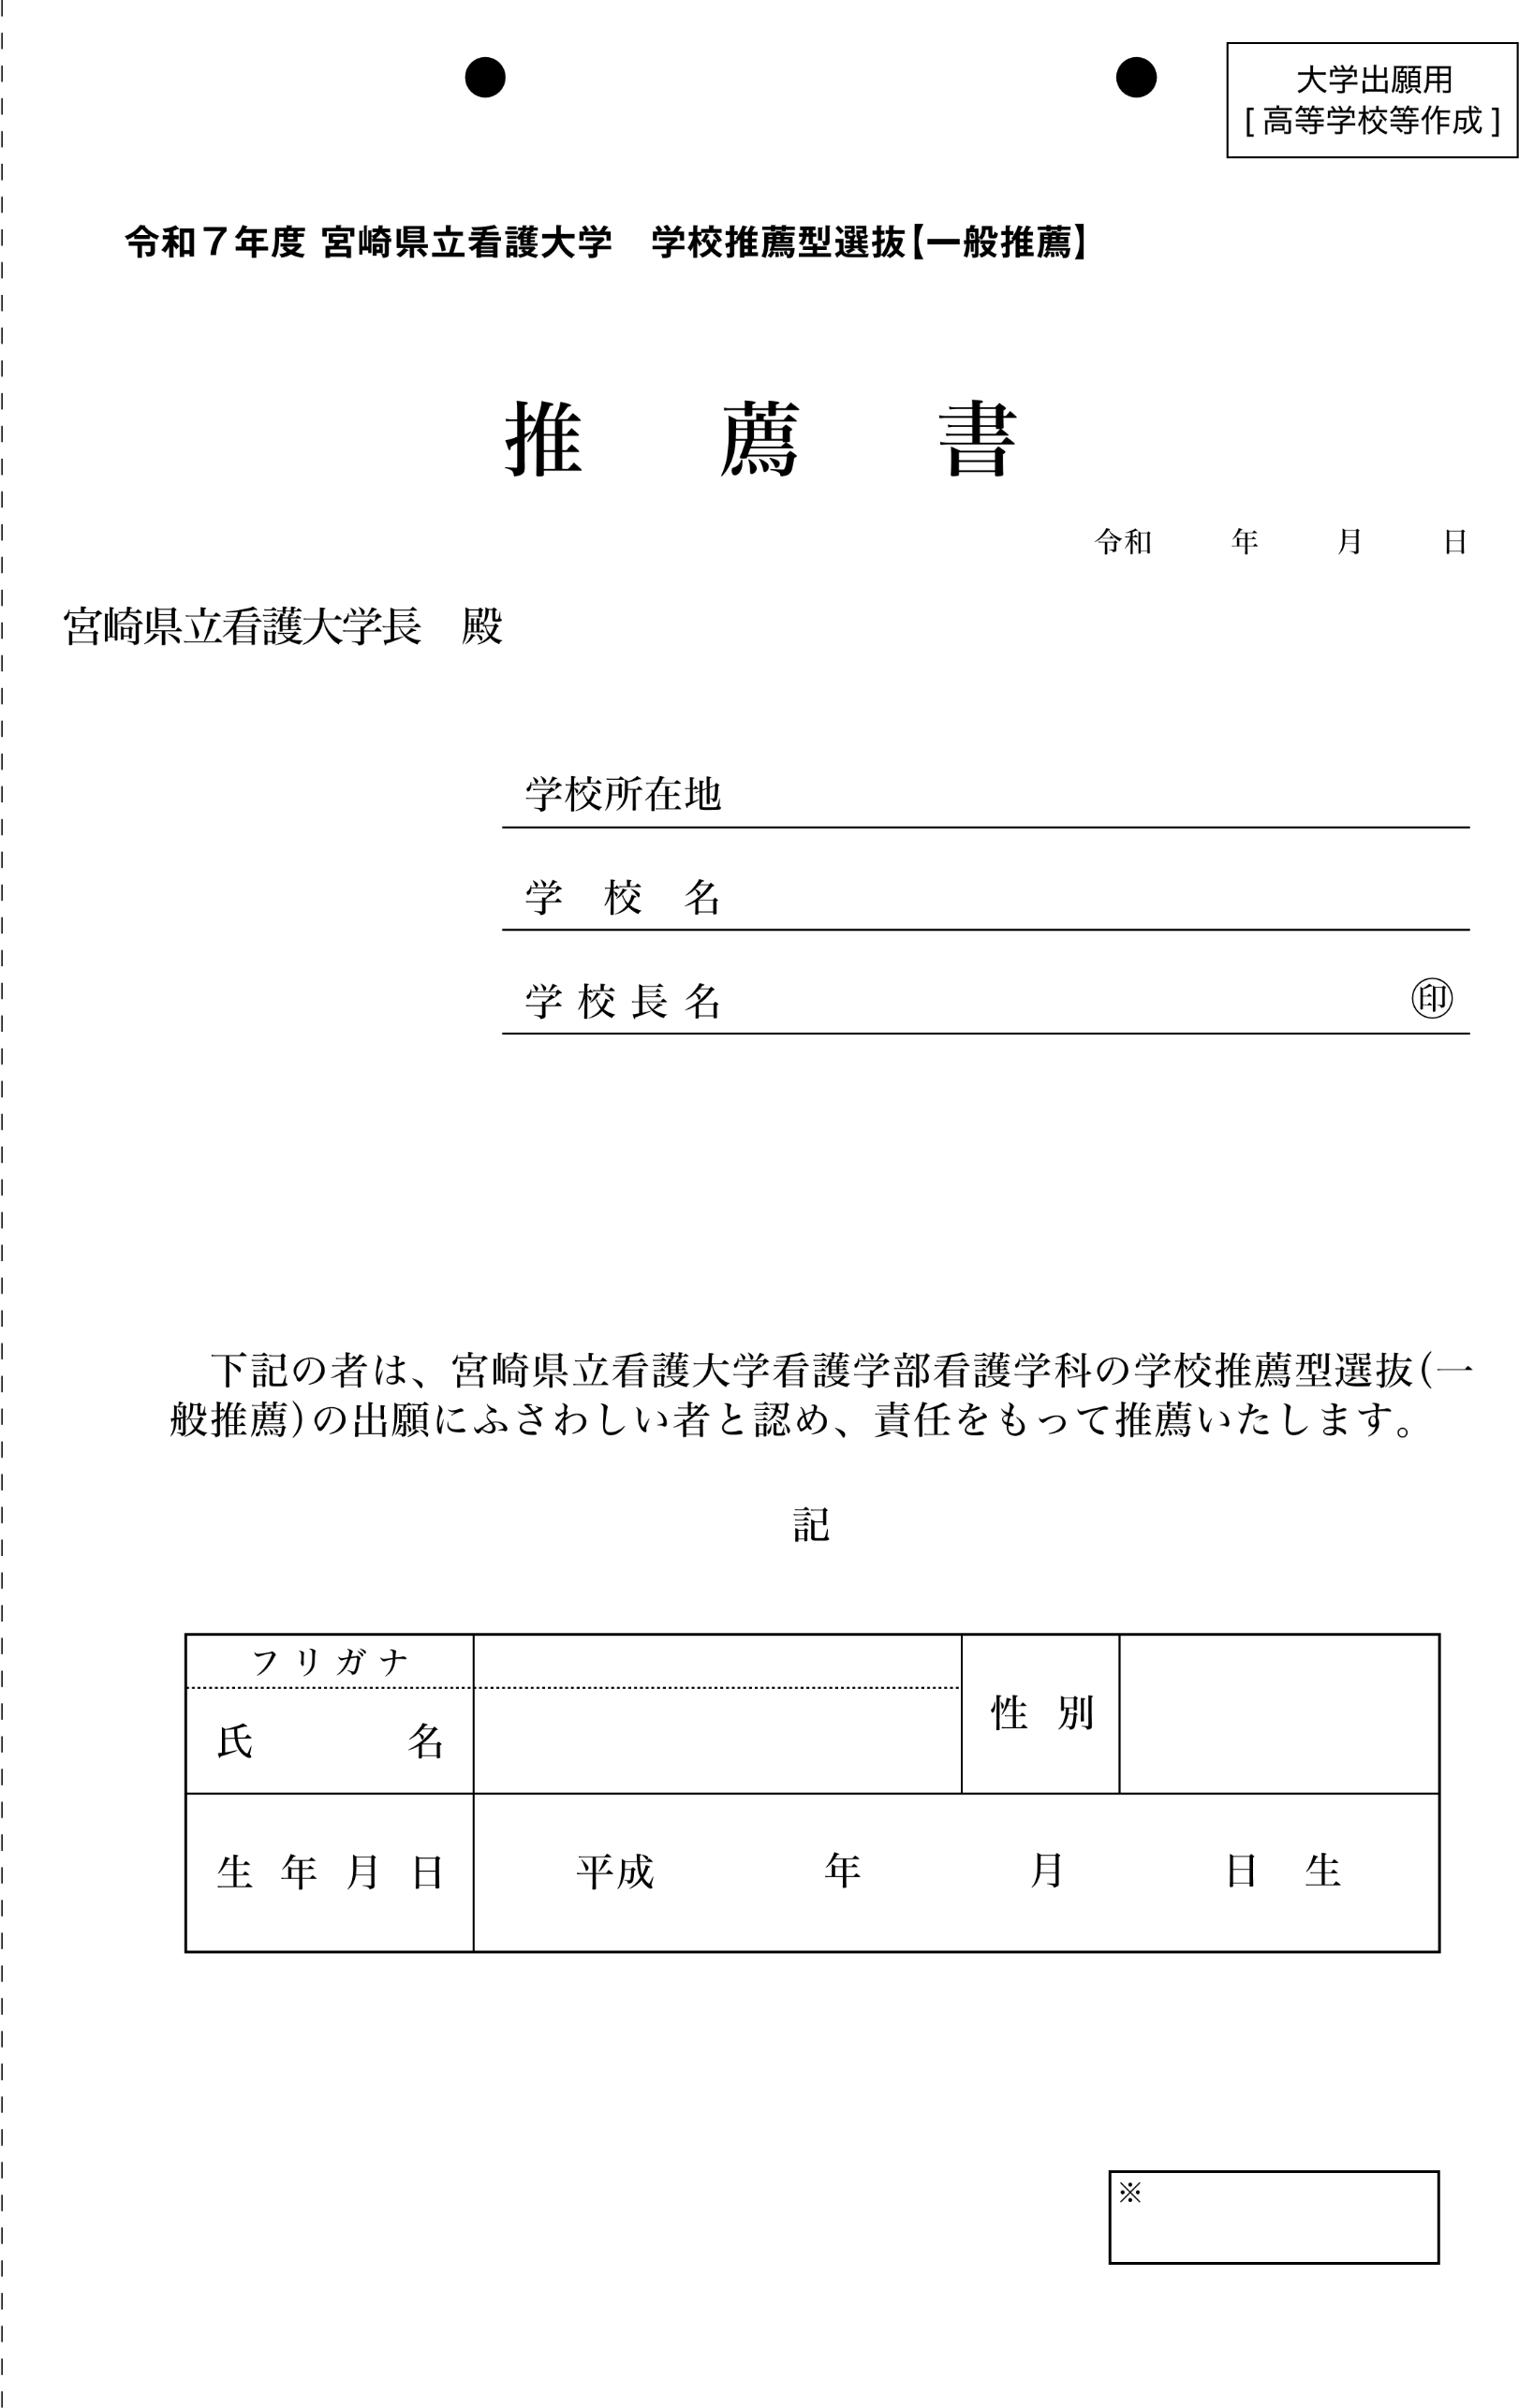 大学出願用
[ 高等学校等作成 ]
令和７年度 宮崎県立看護大学　学校推薦型選抜【一般推薦】
推　薦　書
令和　　年　　月　　日
宮崎県立看護大学長　殿
学校所在地
学　校　名
学 校 長 名　　㊞
下記の者は、宮崎県立看護大学看護学部看護学科の学校推薦型選抜(一
般推薦)の出願にふさわしい者と認め、責任をもって推薦いたします。
記
フリガナ
氏　　名
性 別
生 年 月 日
平成　　年　　月　　日 生
※